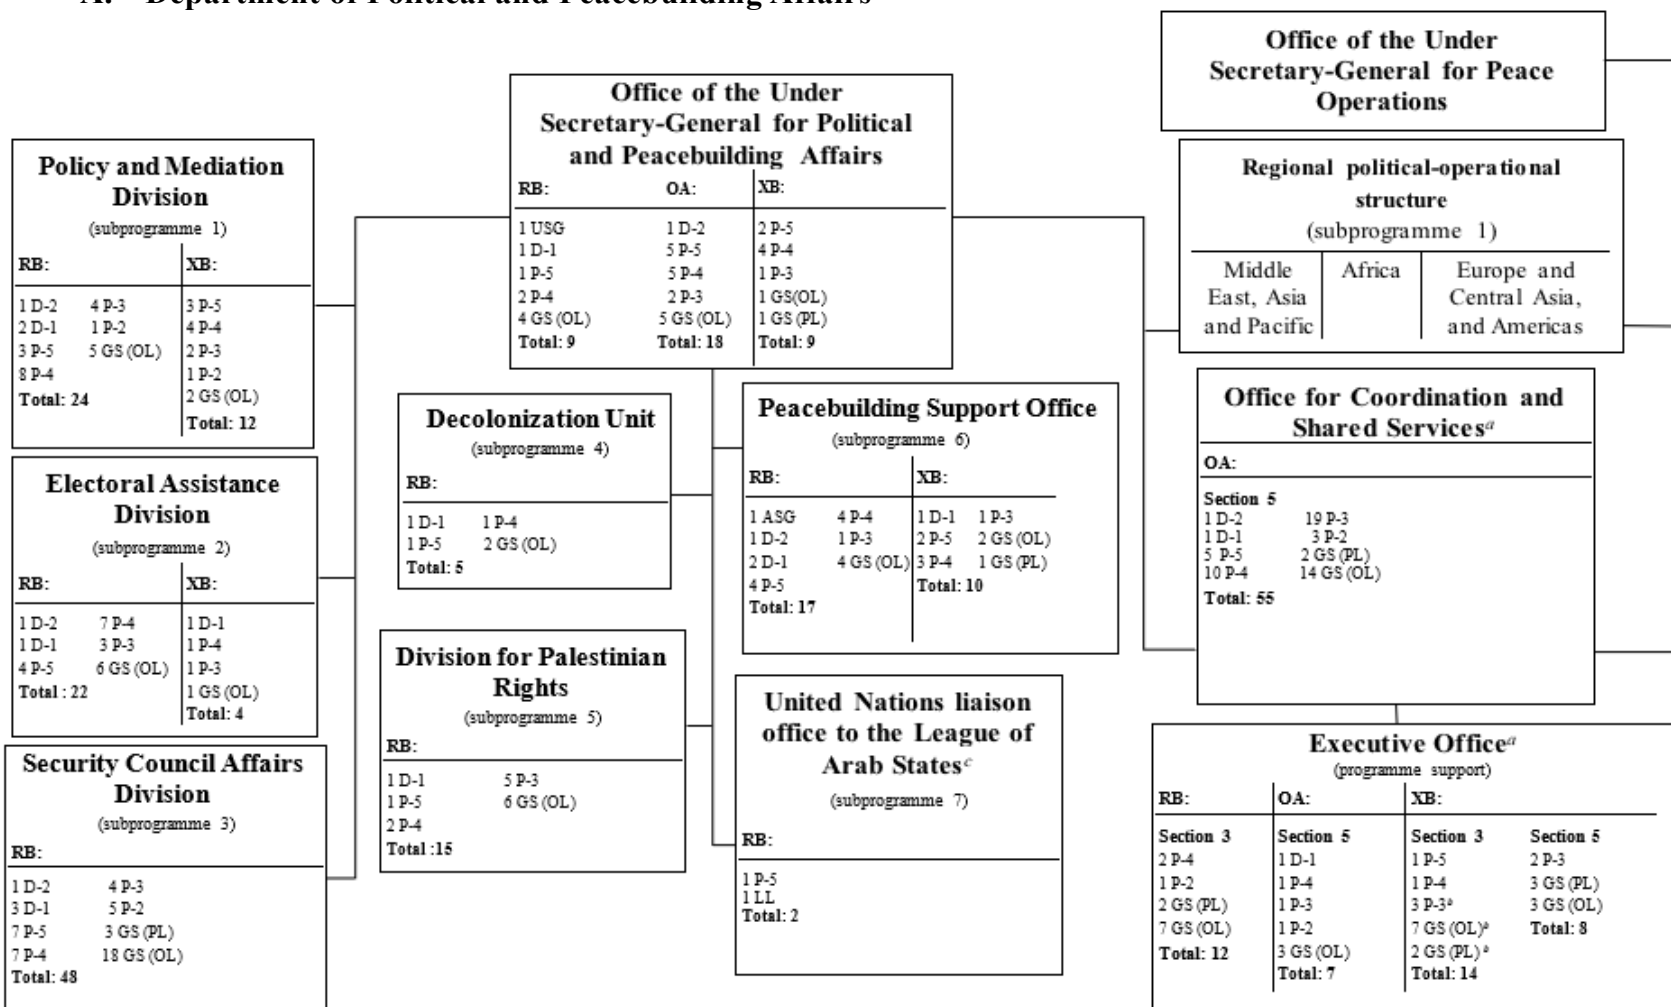 A. Department of Political and Peacebuilding Affairs
Office of the Under
Secretary-General for Political
and Peacebuilding Affairs
RB: OA: XB:
1 USG 1 D-2 2 P-5
1 D-1 5 P-5 4 P-4
1 P-5 5 P-4 1 P-3
2 P-4 2 P-3 1 GS(OL)
4 GS (OL) 5 GS (OL) 1 GS (PL)
Total: 9 Total: 18 Total: 9
Office of the Under
Secretary-General for Peace
Operations
Regional political-operational
structure
(subprogramme 1)
Middle Africa Europe and
East, Asia Central Asia,
and Pacific and Americas
Policy and Mediation
Division
(subprogramme 1)
RB: XB:
1 D-2 4 P-3 3 P-5
2 D-1 1 P-2 4 P-4
3 P-5 5 GS (OL) 2 P-3
8 P-4 1 P-2
Total: 24 2 GS (OL)
Total: 12
Electoral Assistance
Division
(subprogramme 2)
RB: XB:
1 D-2 7 P-4 1 D-1
1 D-1 3 P-3 1 P-4
4 P-5 6 GS (OL) 1 P-3
Total : 22 1 GS (OL)
Total: 4
Security Council Affairs
Division
(subprogramme 3)
RB:
1 D-2 4 P-3
3 D-1 5 P-2
7 P-5 3 GS (PL)
7 P-4 18 GS (OL)
Total: 48
Decolonization Unit
(subprogramme 4)
RB:
1 D-1 1 P-4
1 P-5 2 GS (OL)
Total: 5
Division for Palestinian
Rights
(subprogramme 5)
RB:
1 D-1 5 P-3
1 P-5 6 GS (OL)
2 P-4
Total :15
Peacebuilding Support Office
(subprogramme 6)
RB: XB:
1 ASG 4 P-4 1 D-1 1 P-3
1 D-2 1 P-3 2 P-5 2 GS (OL)
2 D-1 4 GS (OL) 3 P-4 1 GS (PL)
4 P-5 Total: 10
Total: 17
United Nations liaison
office to the League of
Arab States c
(subprogramme 7)
RB:
1 P-5
1 LL
Total: 2
Office for Coordination and
Shared Services a
OA:
Section 5
1 D-2 19 P-3
1 D-1 3 P-2
5 P-5 2 GS (PL)
10 P-4 14 GS (OL)
Total: 55
Executive Office a
(programme support)
RB: OA: XB:
Section 3 Section 5 Section 3 Section 5
2 P-4 1 D-1 1 P-5 2 P-3
1 P-2 1 P-4 1 P-4 3 GS (PL)
2 GS (PL) 1 P-3 3 P-3 3 GS (OL)
7 GS (OL) 1 P-2 7 GS (OL) Total: 8
Total: 12 3 GS (OL) 2 GS (PL)
Total: 7 Total: 14